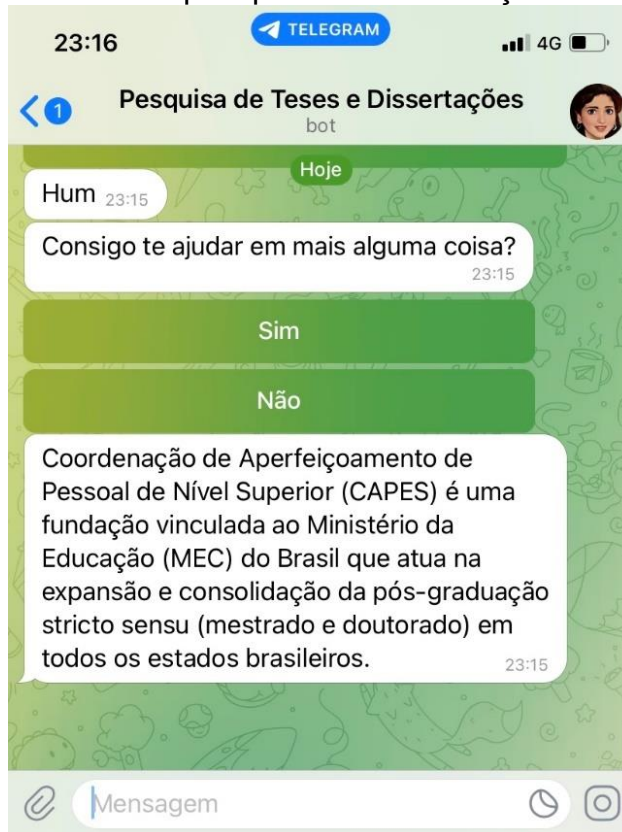 23:16
TELEGRAM
4G
1
Pesquisa de Teses e Dissertações
bot
Hoje
Hum 23:15
Consigo te ajudar em mais alguma coisa?
23:15
Sim
Não
Coordenação de Aperfeiçoamento de
Pessoal de Nível Superior (CAPES) é uma
fundação vinculada ao Ministério da
Educação (MEC) do Brasil que atua na
expansão e consolidação da pós-graduação
stricto sensu (mestrado e doutorado) em
todos os estados brasileiros. 23:15
Mensagem